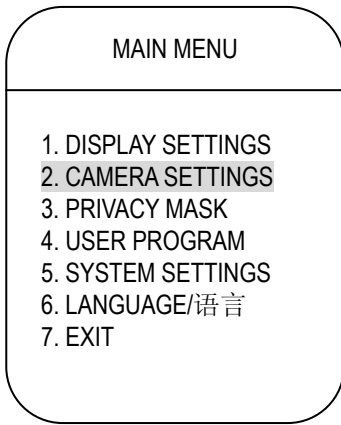 MAIN MENU
1. DISPLAY SETTINGS
2. CAMERA SETTINGS
3. PRIVACY MASK
4. USER PROGRAM
5. SYSTEM SETTINGS
6. LANGUAGE/语言
7. EXIT